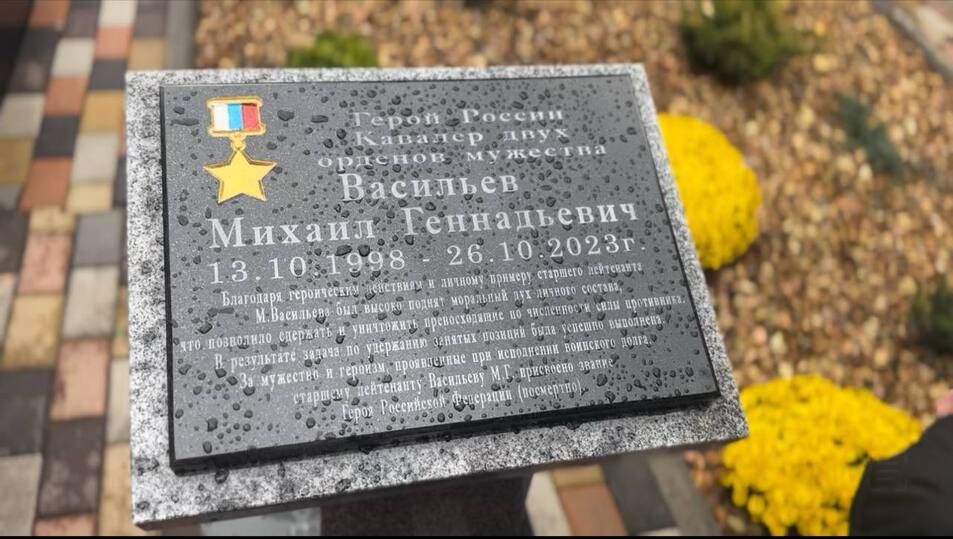 Герой России
Кавалер двух
орденов мужества
Васильев
Михаил Геннадьевич
13.10.1998 - 26.10.2023г.
Благодаря героическим действиям и личному примеру старшего лейтенанта
М.Васильева был высоко поднят моральный дух личного состава,
что позволило сдержать и уничтожить превосходящие по численности силы противника.
В результате задача по удержанию занятых позиций была успешно выполнена.
За мужество и героизм, проявленные при исполнении воинского долга,
старшему лейтенанту Васильеву М.Г. присвоено звание
Героя Российской Федерации (посмертно).